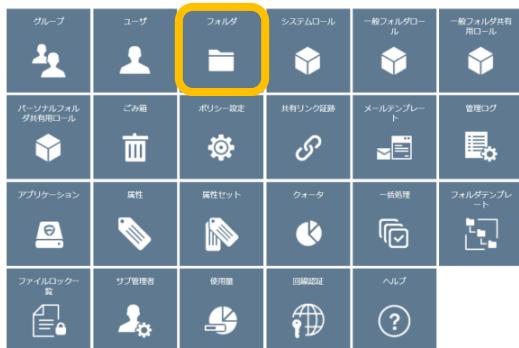 グループ
ユーザ
フォルダ
システムロール
一般フォルダロー
ル
一般フォルダ共有
用ロール
パーソナルフォル
ダ共有用ロール
ごみ箱
ポリシー設定
共有リンク証跡
メールテンプレー
ト
管理ログ
アプリケーション
属性
属性セット
クォータ
一括処理
フォルダテンプレ
ート
ファイルロック一
覧
サブ管理者
使用量
回線認証
ヘルプ